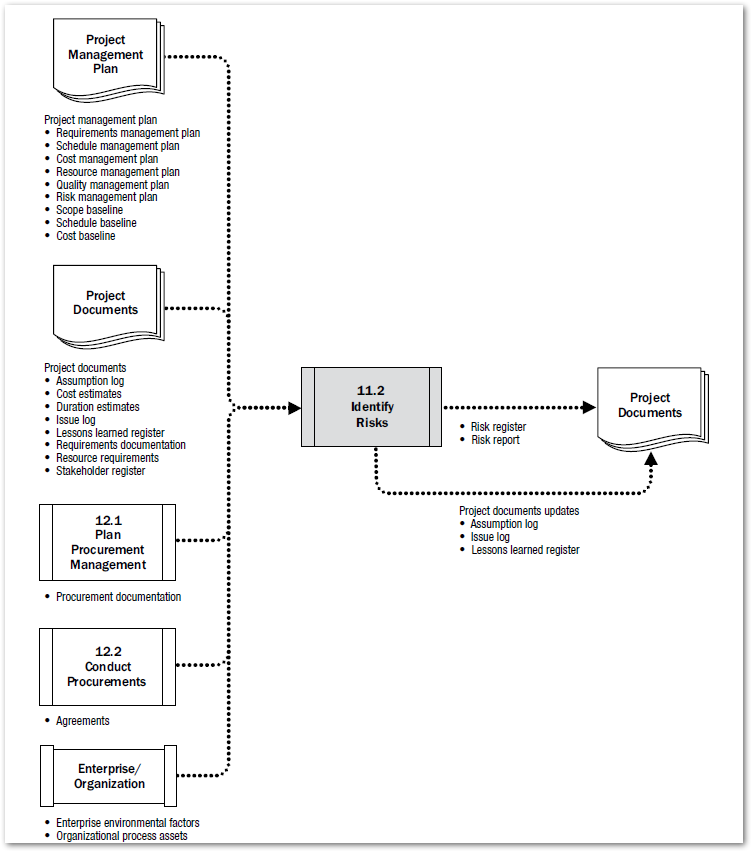 Project
Management
Plan
Project management plan
• Requirements management plan
• Schedule management plan
• Cost management plan
• Resource management plan
• Quality management plan
• Risk management plan
• Scope baseline
• Schedule baseline
• Cost baseline
Project
Documents
Project documents
• Assumption log
• Cost estimates
• Duration estimates
• Issue log
• Lessons learned register
• Requirements documentation
• Resource requirements
• Stakeholder register
12.1
Plan
Procurement
Management
• Procurement documentation
12.2
Conduct
Procurements
• Agreements
Enterprise/
Organization
• Enterprise environmental factors
• Organizational process assets
11.2
Identify
Risks
• Risk register
• Risk report
Project
Documents
Project documents updates
• Assumption log
• Issue log
• Lessons learned register